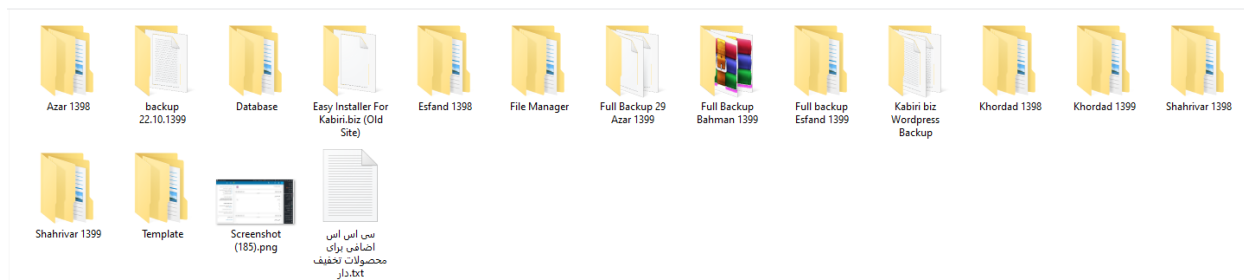 Azar 1398
backup
22.10.1399
Database
Easy Installer For
Kabiri.biz (Old
Site)
Esfand 1398
File Manager
Full Backup 29
Azar 1399
Full Backup
Bahman 1399
Full backup
Esfand 1399
Kabiri biz
Wordpress
Backup
Khordad 1398
Khordad 1399
Shahrivar 1398
Shahrivar 1399
Template
Screenshot
(185).png
سی اس اس
اضافی برای
محصولات تخفیف
دار.txt